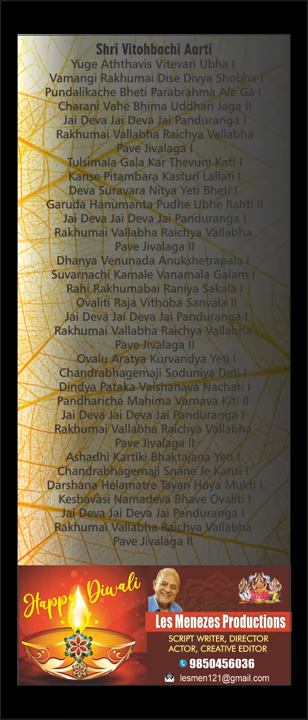 Shri Vitohbachi Aarti
Yuge Aththavis Vitevari Ubha I
Vamangi Rakhumai Dise Divya Shobha I
Pundalikache Bheti Parabrahma Ale Ga I
Charani Vahe Bhima Uddhari Jaga II
Jai Deva Jai Deva Jai Panduranga I
Rakhumai Vallabha Raichya Vallabha
Pave Jivalaga I
Tulsimala Gala Kar Thevuni Kati I
Kanse Pitambara Kasturi Lallati I
Deva Suravara Nitya Yeti Bheti I
Garuda Hanumanta Pudhe Ubhe Rahti II
Jai Deva Jai Deva Jai Panduranga I
Rakhumai Vallabha Raichya Vallabha
Pave Jivalaga II
Dhanya Venunada Anukshetrapala I
Suvarnachi Kamale Vanamala Galam I
Rahi Rakhumabai Raniya Sakala I
Ovaliti Raja Vithoba Sanvala II
Jai Deva Jai Deva Jai Panduranga I
Rakhumai Vallabha Raichya Vallabha
Pave Jivalaga II
Ovalu Aratya Kurvandya Yeti I
Chandrabhagemaji Soduniya Deti I
Dindya Pataka Vaishanava Nachati I
Pandharicha Mahima Varnava Kiti II
Jai Deva Jai Deva Jai Panduranga I
Rakhumai Vallabha Raichya Vallabha
Pave Jivalaga II
Ashadhi Kartiki Bhaktajana Yeti I
Chandrabhagemaji Snane Je Kariti I
Darshana Helamatre Tayan Hoya Mukti I
Keshavasi Namadeva Bhave Ovaliti I
Jai Deva Jai Deva Jai Panduranga I
Rakhumai Vallabha Raichya Vallabha
Pave Jivalaga II
Happy Diwali
Les Menezes Productions
SCRIPT WRITER, DIRECTOR
ACTOR, CREATIVE EDITOR
9850456036
lesmen121@gmail.com